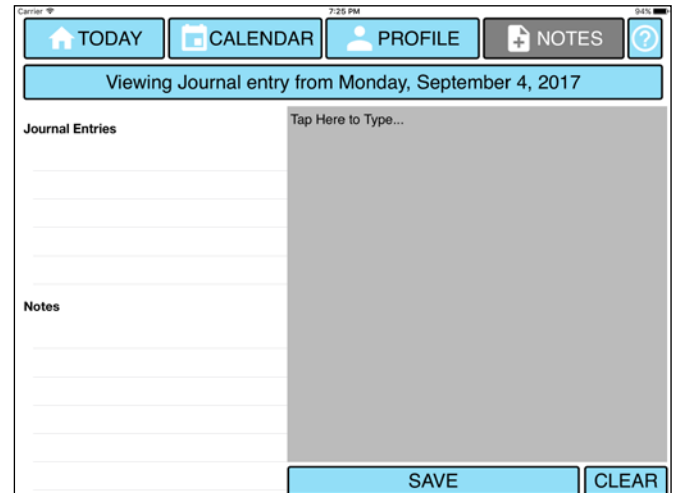 Carrier 7:25 PM 94%
TODAY CALENDAR PROFILE NOTES ?
Viewing Journal entry from Monday, September 4, 2017
Journal Entries
Tap Here to Type...
Notes
SAVE CLEAR